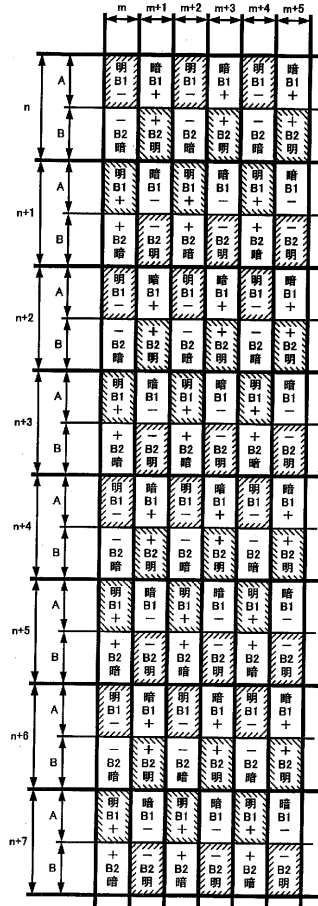 m m+1 m+2 m+3 m+4 m+5
明 暗 明 暗 明 暗
A B1 B1 B1 B1 B1 B1
− + − + − +
n
− + − + − +
B B2 B2 B2 B2 B2 B2
暗 明 暗 明 暗 明
明 暗 明 暗 明 暗
A B1 B1 B1 B1 B1 B1
+ − + − + −
n+1
+ − + − + −
B B2 B2 B2 B2 B2 B2
暗 明 暗 明 暗 明
明 暗 明 暗 明 暗
A B1 B1 B1 B1 B1 B1
− + − + − +
n+2
− + − + − +
B B2 B2 B2 B2 B2 B2
暗 明 暗 明 暗 明
明 暗 明 暗 明 暗
A B1 B1 B1 B1 B1 B1
+ − + − + −
n+3
+ − + − + −
B B2 B2 B2 B2 B2 B2
暗 明 暗 明 暗 明
明 暗 明 暗 明 暗
A B1 B1 B1 B1 B1 B1
− + − + − +
n+4
− + − + − +
B B2 B2 B2 B2 B2 B2
暗 明 暗 明 暗 明
明 暗 明 暗 明 暗
A B1 B1 B1 B1 B1 B1
+ − + − + −
n+5
+ − + − + −
B B2 B2 B2 B2 B2 B2
暗 明 暗 明 暗 明
明 暗 明 暗 明 暗
A B1 B1 B1 B1 B1 B1
− + − + − +
n+6
− + − + − +
B B2 B2 B2 B2 B2 B2
暗 明 暗 明 暗 明
明 暗 明 暗 明 暗
A B1 B1 B1 B1 B1 B1
+ − + − + −
n+7
+ − + − + −
B B2 B2 B2 B2 B2 B2
暗 明 暗 明 暗 明